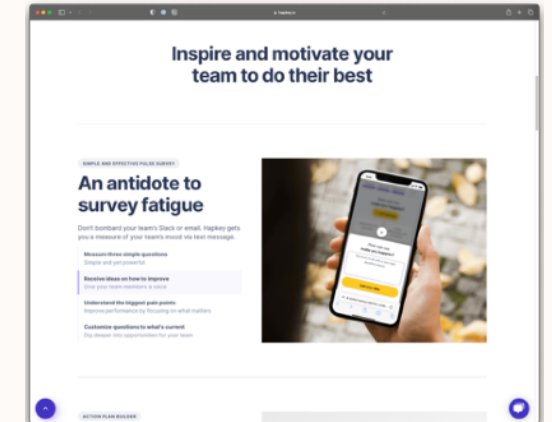 Inspire and motivate your
team to do their best
SIMPLE AND EFFECTIVE PULSE SURVEY
An antidote to
survey fatigue
Don't bombard your team's Slack or email. Hapkey gets
you a measure of your team's mood via text message.
Measure three simple questions
Simple and yet powerful
Receive ideas on how to improve
Give your team members a voice
Understand the biggest pain points
Improve performance by focusing on what matters
Customize questions to what's current
Dig deeper into opportunities for your team
ACTION PLAN BUILDER